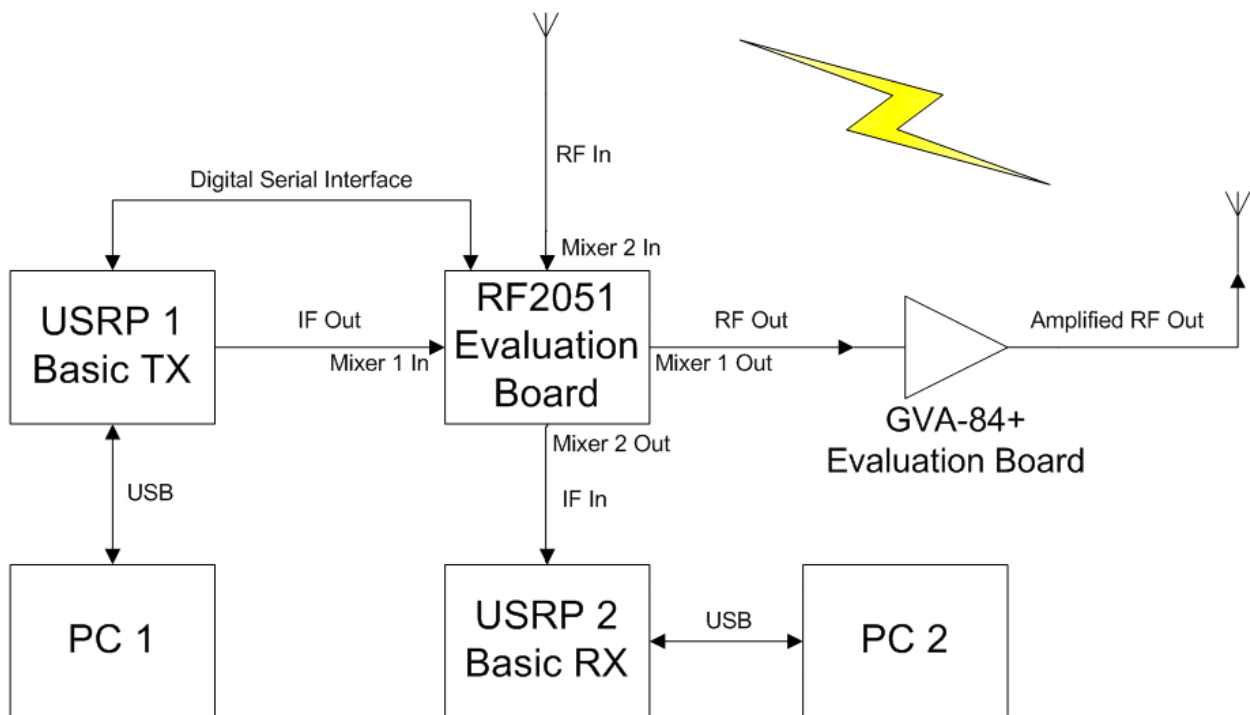 RF In
Digital Serial Interface
Mixer 2 In
USRP 1
Basic TX
IF Out
Mixer 1 In
RF2051
Evaluation
Board
RF Out
Mixer 1 Out
Amplified RF Out
GVA-84+
Evaluation Board
Mixer 2 Out
USB
IF In
PC 1
USRP 2
Basic RX
USB
PC 2